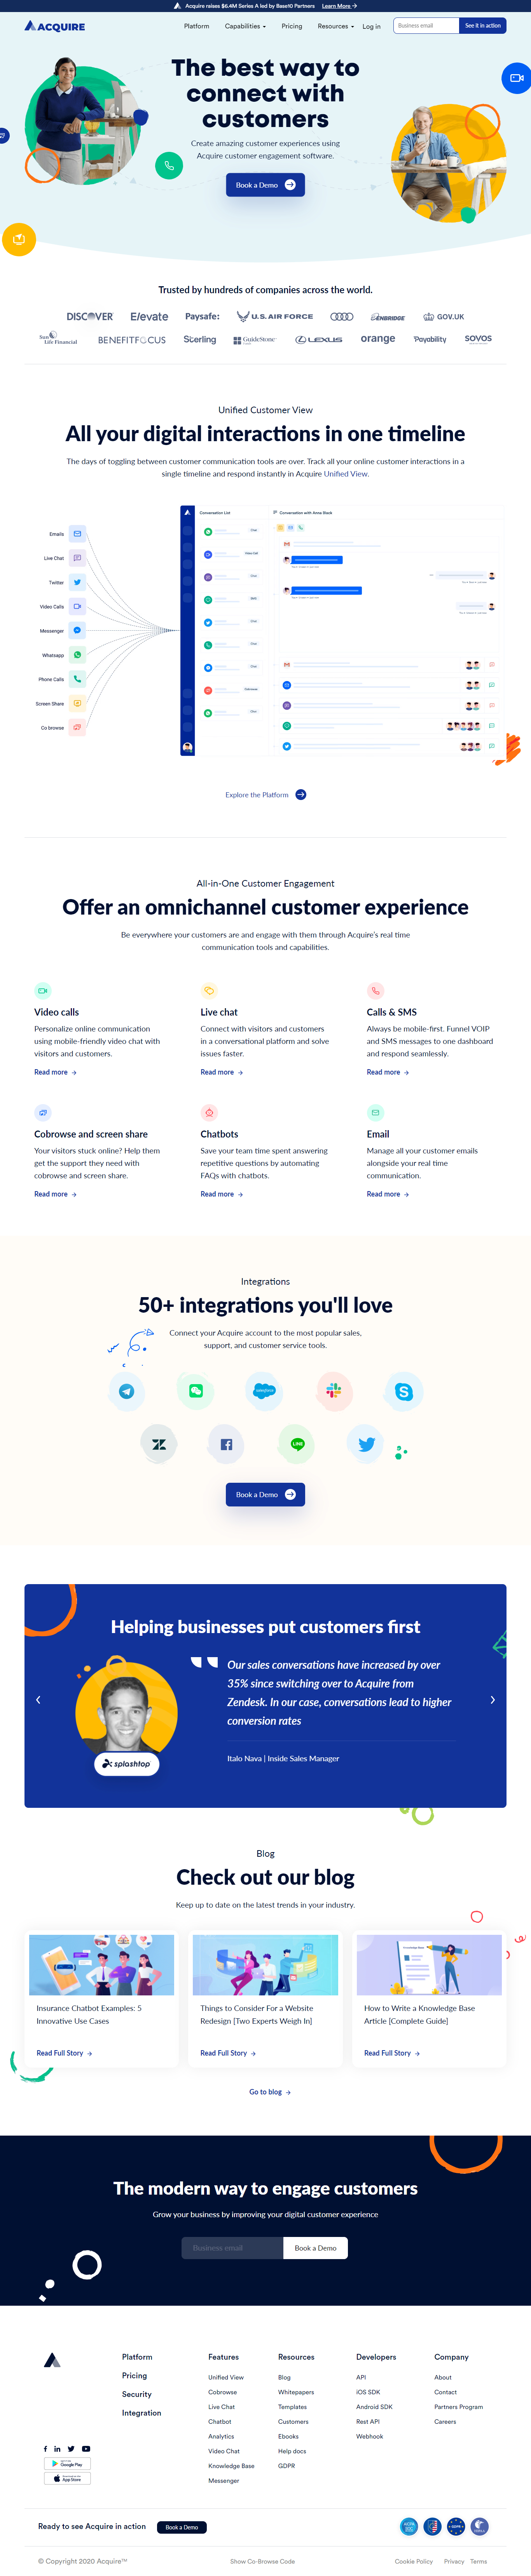 Acquire raises $6.4M Series A led by Base10 Partners Learn More
ACQUIRE
Platform Capabilities Pricing Resources Log in Business email See it in action
The best way to
connect with
customers
Create amazing customer experiences using
Acquire customer engagement software.
Book a Demo
Trusted by hundreds of companies across the world.
DISCOVER Elevate Paysafe: U.S. AIR FORCE ENBRIDGE GOV.UK
Sun Life Financial BENEFITFOCUS Sterling GuideStone LEXUS orange Payability SOVOS
Unified Customer View
All your digital interactions in one timeline
The days of toggling between customer communication tools are over. Track all your online customer interactions in a
single timeline and respond instantly in Acquire Unified View.
Conversation List
Conversation with Anna Black
Emails
Live Chat
Twitter
Video Calls
Messenger
Whatsapp
Phone Calls
Screen Share
Co browse
Explore the Platform
All-in-One Customer Engagement
Offer an omnichannel customer experience
Be everywhere your customers are and engage with them through Acquire's real time
communication tools and capabilities.
Video calls
Personalize online communication
using mobile-friendly video chat with
visitors and customers.
Read more
Live chat
Connect with visitors and customers
in a conversational platform and solve
issues faster.
Read more
Calls & SMS
Always be mobile-first. Funnel VOIP
and SMS messages to one dashboard
and respond seamlessly.
Read more
Cobrowse and screen share
Your visitors stuck online? Help them
get the support they need with
cobrowse and screen share.
Read more
Chatbots
Save your team time spent answering
repetitive questions by automating
FAQs with chatbots.
Read more
Email
Manage all your customer emails
alongside your real time
communication.
Read more
Integrations
50+ integrations you'll love
Connect your Acquire account to the most popular sales,
support, and customer service tools.
salesforce
LINE
Book a Demo
Helping businesses put customers first
Our sales conversations have increased by over
35% since switching over to Acquire from
Zendesk. In our case, conversations lead to higher
conversion rates
splashtop
Italo Nava | Inside Sales Manager
Blog
Check out our blog
Keep up to date on the latest trends in your industry.
Insurance Chatbot Examples: 5
Innovative Use Cases
Read Full Story
Things to Consider For a Website
Redesign [Two Experts Weigh In]
Read Full Story
How to Write a Knowledge Base
Article [Complete Guide]
Read Full Story
Go to blog
The modern way to engage customers
Grow your business by improving your digital customer experience
Business email Book a Demo
Platform
Pricing
Security
Integration
Features
Unified View
Cobrowse
Live Chat
Chatbot
Analytics
Video Chat
Knowledge Base
Messenger
Resources
Blog
Whitepapers
Templates
Customers
Ebooks
Help docs
GDPR
Developers
API
iOS SDK
Android SDK
Rest API
Webhook
Company
About
Contact
Partners Program
Careers
Google Play
App Store
Ready to see Acquire in action Book a Demo
© Copyright 2020 Acquire™ Show Co-Browse Code Cookie Policy Privacy Terms